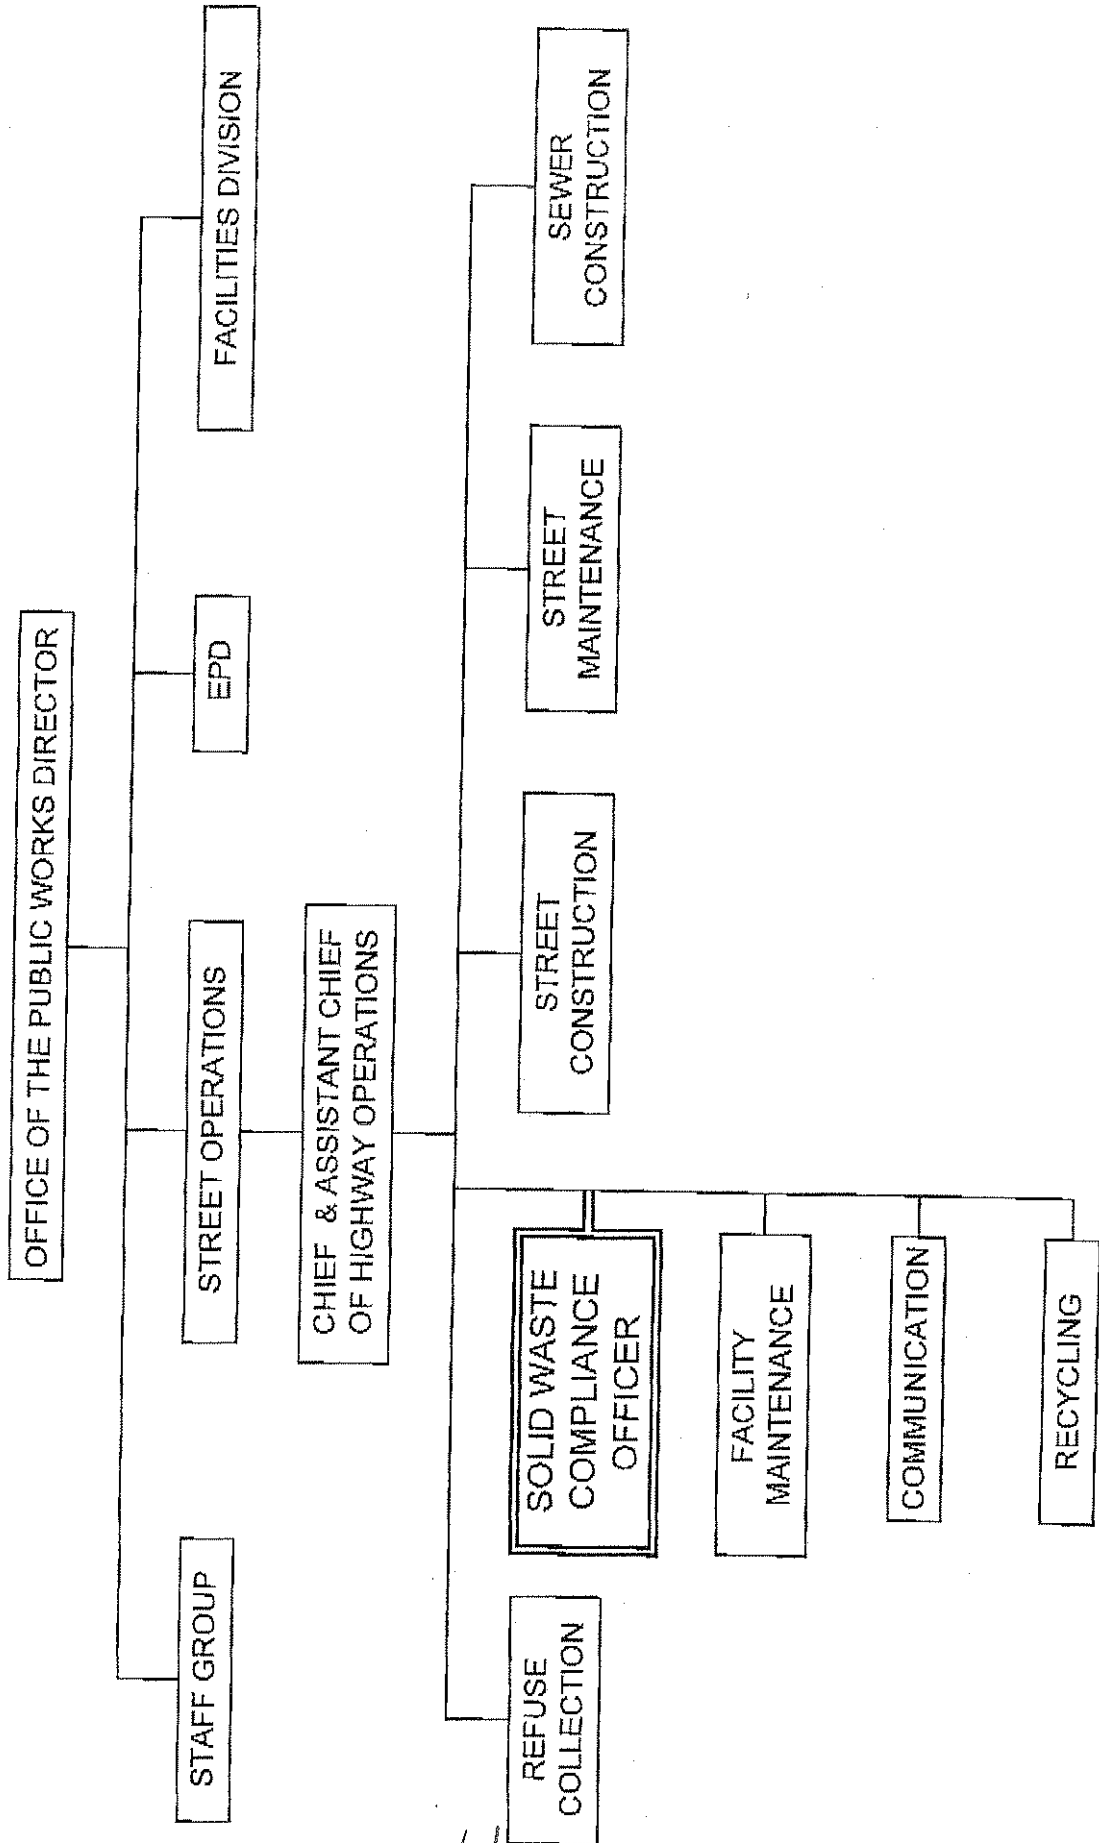 OFFICE OF THE PUBLIC WORKS DIRECTOR
STAFF GROUP
STREET OPERATIONS
EPD
FACILITIES DIVISION
CHIEF & ASSISTANT CHIEF
OF HIGHWAY OPERATIONS
REFUSE
COLLECTION
SOLID WASTE
COMPLIANCE
OFFICER
FACILITY
MAINTENANCE
COMMUNICATION
RECYCLING
STREET
CONSTRUCTION
STREET
MAINTENANCE
SEWER
CONSTRUCTION